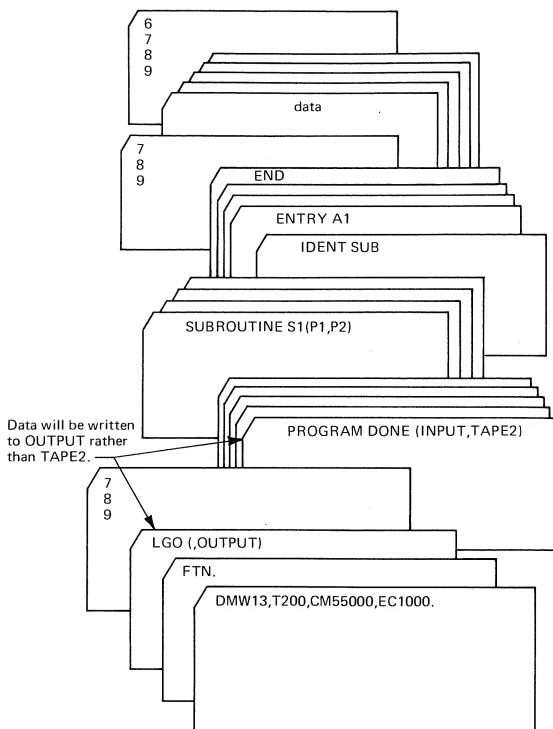 6
7
8
9
data
7
8
9
END
ENTRY A1
IDENT SUB
SUBROUTINE S1(P1,P2)
Data will be written
to OUTPUT rather
than TAPE2.
PROGRAM DONE (INPUT,TAPE2)
7
8
9
LGO (,OUTPUT)
FTN.
DMW13,T200,CM55000,EC1000.